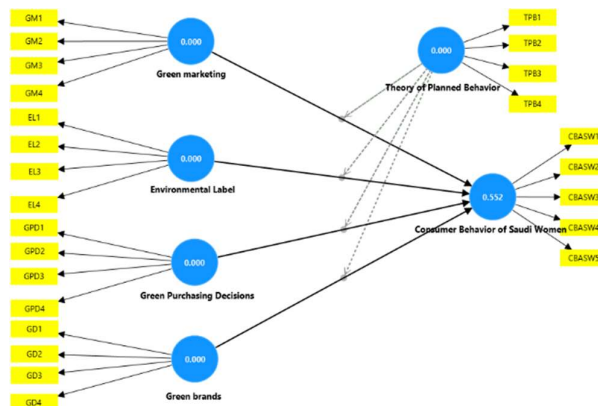 GM1
GM2
GM3
GM4
0.000
Green marketing
EL1
EL2
EL3
EL4
0.000
Environmental Label
GPD1
GPD2
GPD3
GPD4
0.000
Green Purchasing Decisions
GD1
GD2
GD3
GD4
0.000
Green brands
0.000
Theory of Planned Behavior
TPB1
TPB2
TPB3
TPB4
0.552
Consumer Behavior of Saudi Women
CBASW1
CBASW2
CBASW3
CBASW4
CBASW5